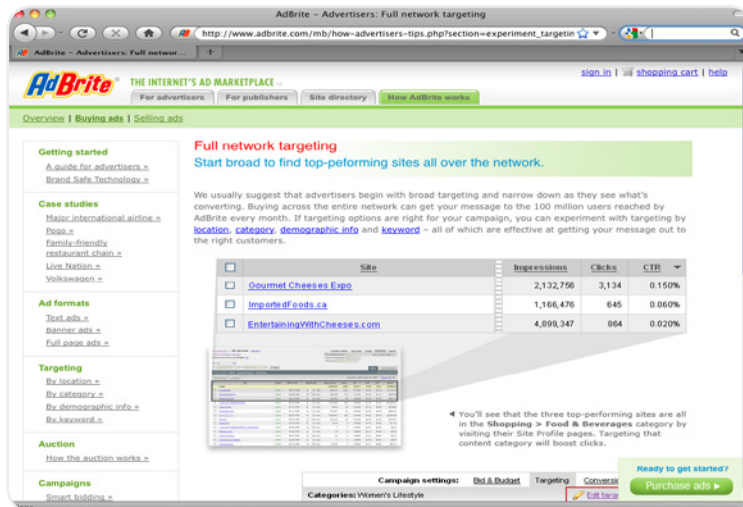 AdBrite – Advertisers: Full network targeting
http://www.adbrite.com/mb/how-advertisers-tips.php?section=experiment_targetin
AdBrite – Advertisers: Full networ...
AdBrite
THE INTERNET'S AD MARKETPLACE
sign in | shopping cart | help
For advertisers For publishers Site directory How AdBrite works
Overview | Buying ads | Selling ads
Getting started
A guide for advertisers »
Brand Safe Technology »
Case studies
Major international airline »
Pogo »
Family-friendly
restaurant chain »
Live Nation »
Volkswagen »
Ad formats
Text ads »
Banner ads »
Full page ads »
Targeting
By location »
By category »
By demographic info »
By keyword »
Auction
How the auction works »
Campaigns
Smart bidding »
Full network targeting
Start broad to find top-peforming sites all over the network.
We usually suggest that advertisers begin with broad targeting and narrow down as they see what's
converting. Buying across the entire network can get your message to the 100 million users reached by
AdBrite every month. If targeting options are right for your campaign, you can experiment with targeting by
location, category, demographic info and keyword – all of which are effective at getting your message out to
the right customers.
Site Impressions Clicks CTR
Gourmet Cheeses Expo 2,132,756 3,134 0.150%
ImportedFoods.ca 1,166,476 645 0.060%
EntertainingWithCheeses.com 4,099,347 864 0.020%
You'll see that the three top-performing sites are all
in the Shopping > Food & Beverages category by
visiting their Site Profile pages. Targeting that
content category will boost clicks.
Campaign settings: Bid & Budget Targeting Conversi
Categories: Women's Lifestyle Edit targ
Ready to get started?
Purchase ads